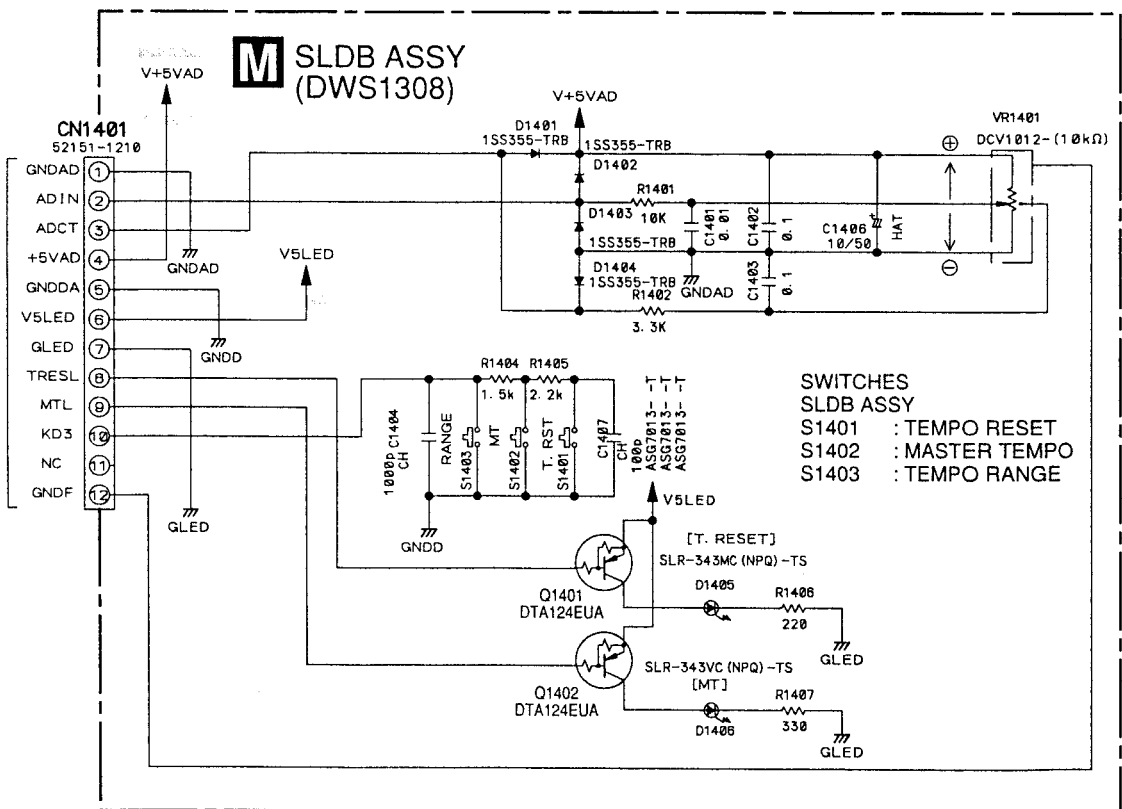 M SLDB ASSY
(DWS1308)
V+5VAD
CN1401
52151-1210
GNDAD 1
ADIN 2
ADCT 3
+5VAD 4
GNDDA 5
V5LED 6
GLED 7
TRESL 8
MTL 9
KD3 10
NC 11
GNDF 12
GNDAD
GNDD
GLED
V5LED
V+5VAD
D1401
1SS355-TRB
1SS355-TRB
D1402
R1401
10K
D1403
1SS355-TRB
D1404
1SS355-TRB
R1402
3.3K
GNDAD
C1401
0.01
C1402
0.1
C1403
0.1
C1406
10/50
HAT
+
⊕
⊖
VR1401
DCV1012-(10kΩ)
R1404
1.5k
R1405
2.2k
1000p C1404
CH
RANGE
S1403
MT
S1402
T. RST
S1401
C1407
CH
100p
ASG7013- -T
ASG7013- -T
ASG7013- -T
GNDD
V5LED
SWITCHES
SLDB ASSY
S1401 : TEMPO RESET
S1402 : MASTER TEMPO
S1403 : TEMPO RANGE
[T. RESET]
SLR-343MC(NPQ)-TS
D1405
R1406
220
GLED
Q1401
DTA124EUA
SLR-343VC(NPQ)-TS
[MT]
D1406
R1407
330
GLED
Q1402
DTA124EUA